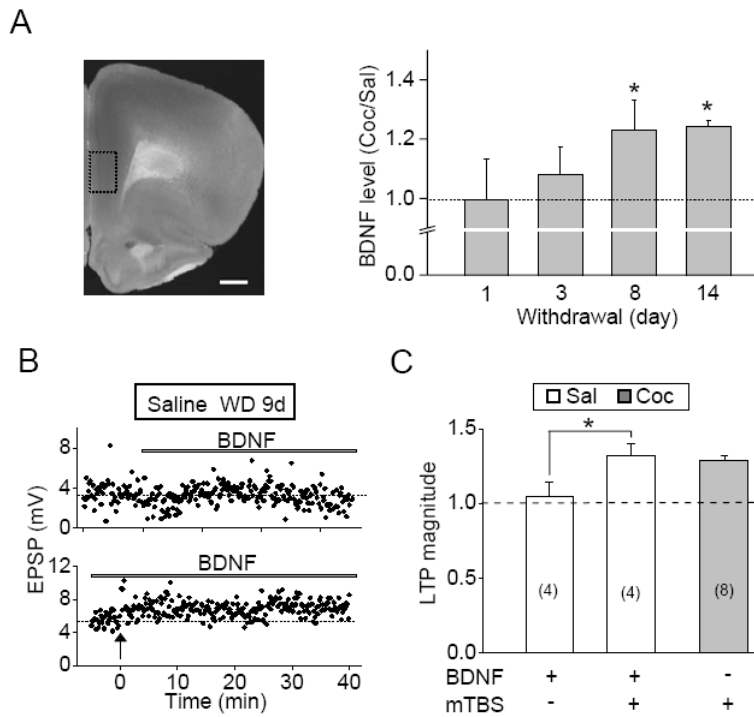 A
BDNF level (Coc/Sal)
1.4
*
*
1.2
1.0
0.0
1 3 8 14
Withdrawal (day)
B
Saline WD 9d
BDNF
8
4
0
EPSP (mV)
BDNF
12
8
4
0
0 10 20 30 40
Time (min)
C
Sal Coc
LTP magnitude
1.5
*
1.0
0.5
(4) (4) (8)
0.0
BDNF + + -
mTBS - + +